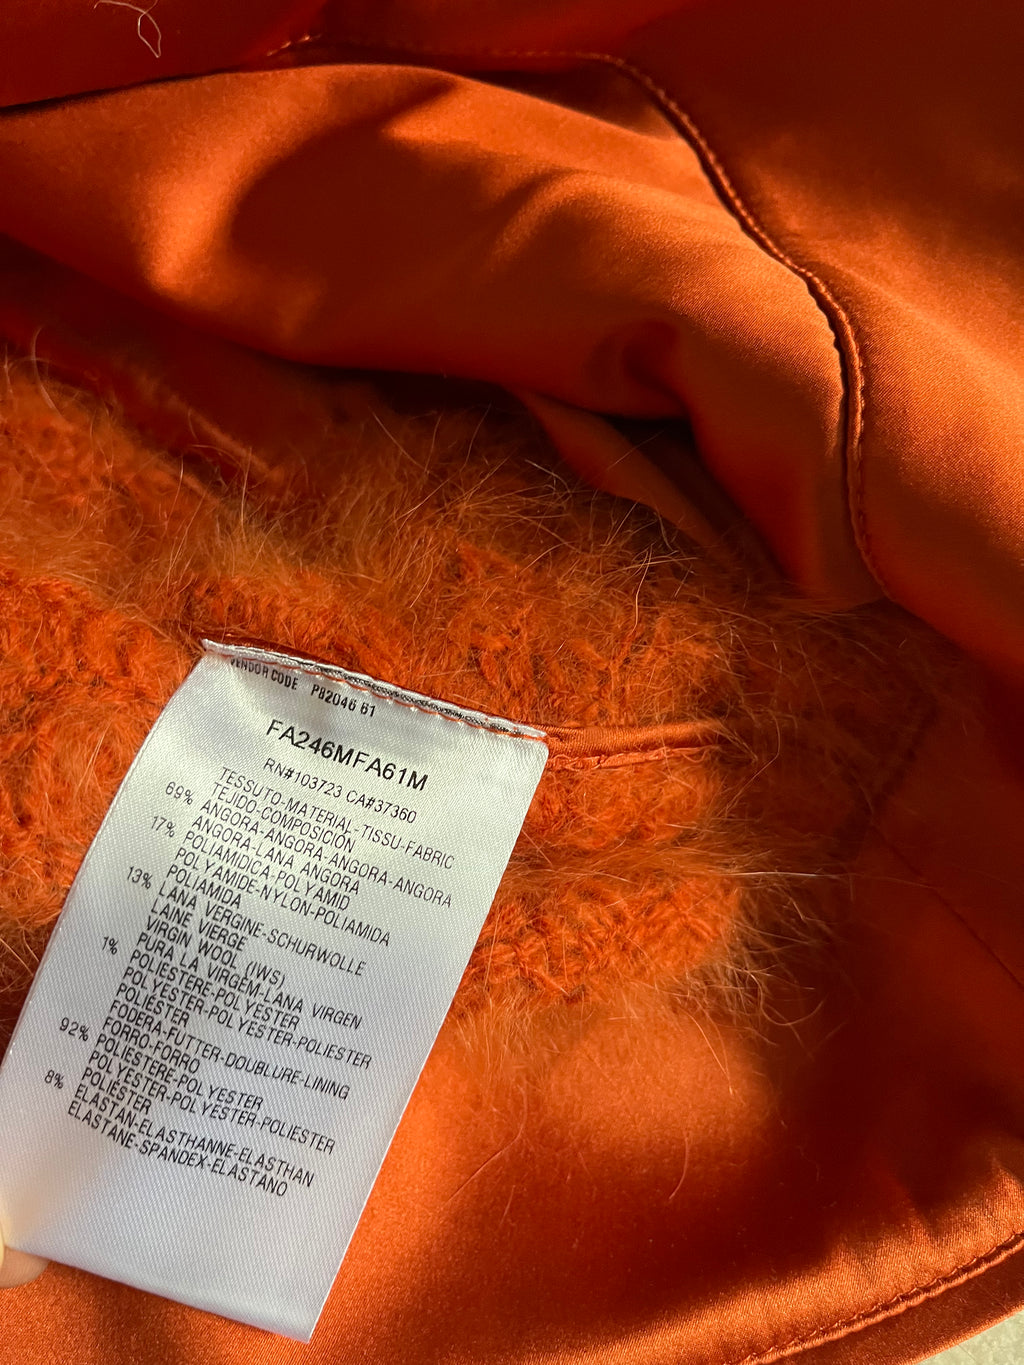 VENDOR CODE PB2046 61
FA246MFA61M
RN#103723 CA#37360
TESSUTO-MATERIAL-TISSU-FABRIC
TEJIDO-COMPOSICIÓN
69% ANGORA-ANGORA-ANGORA-ANGORA
ANGORA-LANA ANGORA
17% POLIAMIDICA-POLYAMID
POLYAMIDE-NYLON-POLIAMIDA
POLIAMIDA
13% LANA VERGINE-SCHURWOLLE
LAINE VIERGE
VIRGIN WOOL (IWS)
PURA LA VIRGEM-LANA VIRGEN
1% POLIESTERE-POLYESTER
POLYESTER-POLYESTER-POLIESTER
POLIÉSTER
FODERA-FUTTER-DOUBLURE-LINING
FORRO-FORRO
92% POLIESTERE-POLYESTER
POLYESTER-POLYESTER-POLIESTER
POLIÉSTER
8% ELASTAN-ELASTHANNE-ELASTHAN
ELASTANE-SPANDEX-ELASTANO